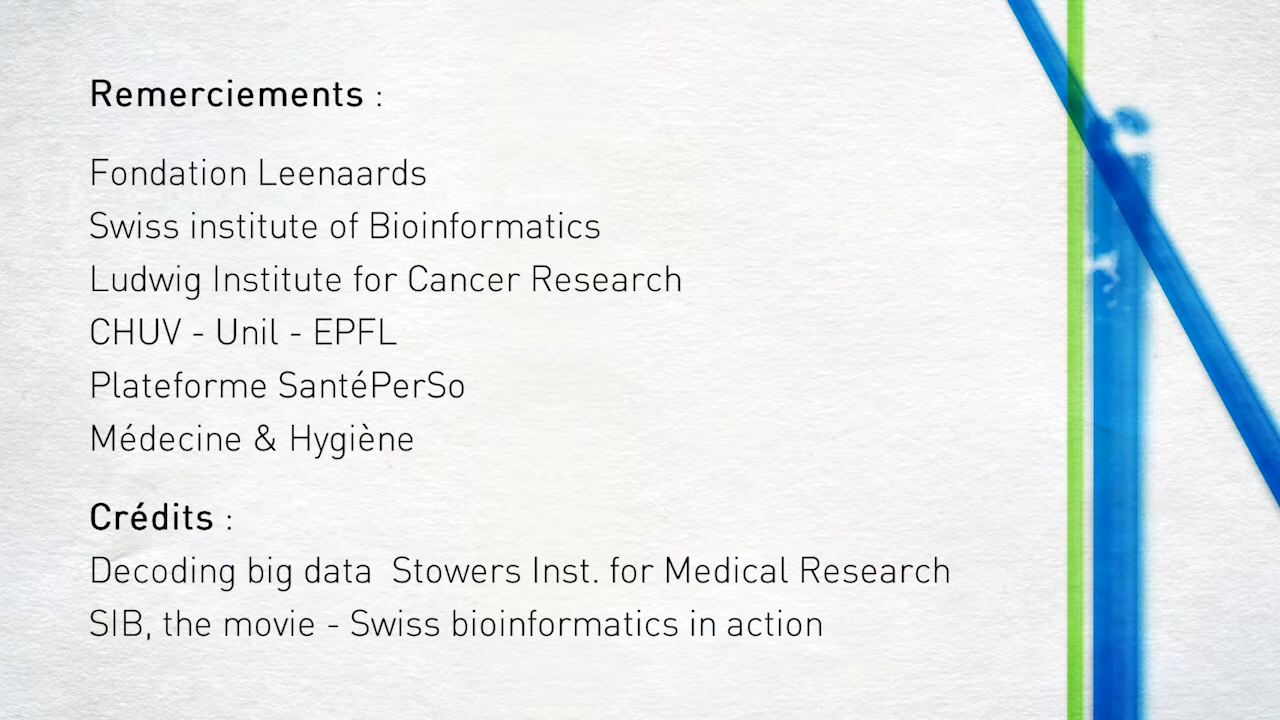 Remerciements :
Fondation Leenaards
Swiss institute of Bioinformatics
Ludwig Institute for Cancer Research
CHUV - Unil - EPFL
Plateforme SantéPerSo
Médecine & Hygiène
Crédits :
Decoding big data  Stowers Inst. for Medical Research
SIB, the movie - Swiss bioinformatics in action